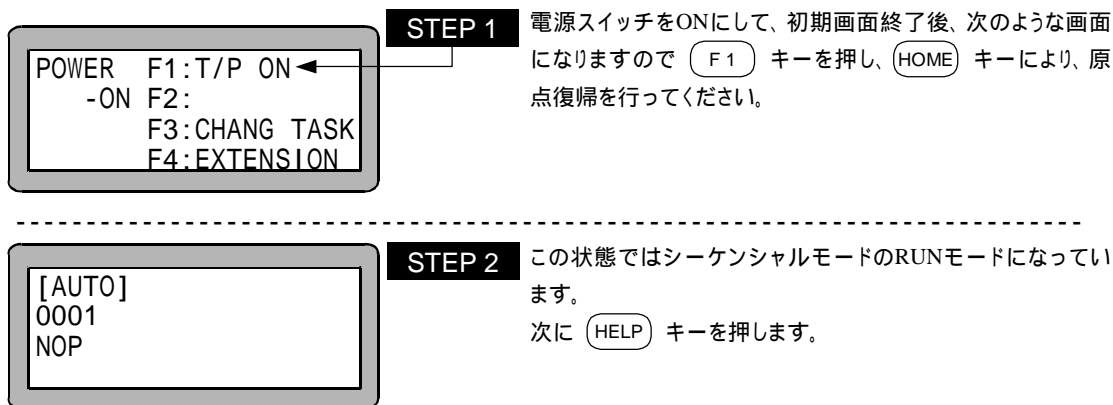 POWER F1:T/P ON
-ON F2:
F3:CHANG TASK
F4:EXTENSION
STEP 1
電源スイッチをONにして、初期画面終了後、次のような画面
になりますので F1 キーを押し、HOME キーにより、原
点復帰を行ってください。
[AUTO]
0001
NOP
STEP 2
この状態ではシーケンシャルモードのRUNモードになってい
ます。
次に HELP キーを押します。